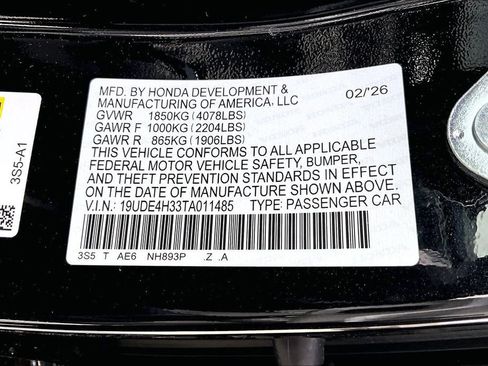 MFD. BY HONDA DEVELOPMENT &
MANUFACTURING OF AMERICA, LLC 02/'26
GVWR 1850KG (4078LBS)
GAWR F 1000KG (2204LBS)
GAWR R 865KG (1906LBS)
THIS VEHICLE CONFORMS TO ALL APPLICABLE
FEDERAL MOTOR VEHICLE SAFETY, BUMPER,
AND THEFT PREVENTION STANDARDS IN EFFECT
ON THE DATE OF MANUFACTURE SHOWN ABOVE.
V.I.N.: 19UDE4H33TA011485 TYPE: PASSENGER CAR
3S5 T AE6 NH893P .Z .A
3S5-A1